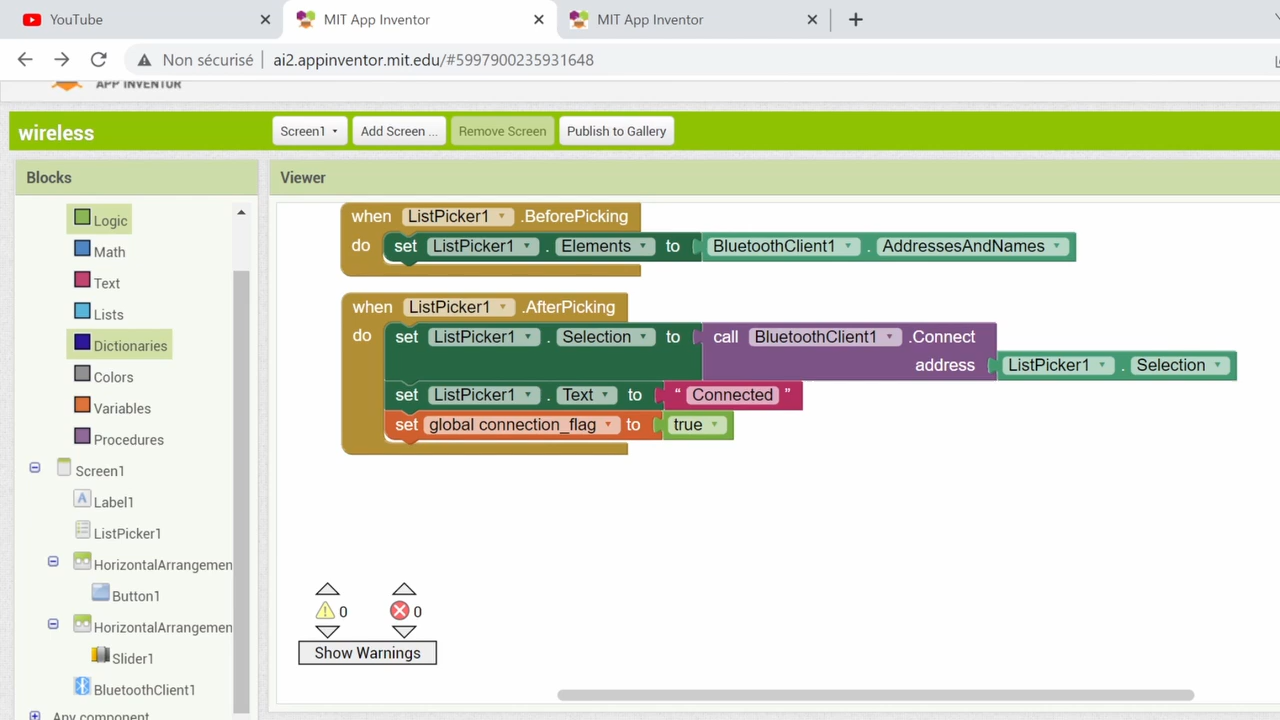 YouTube
MIT App Inventor
MIT App Inventor
Non sécurisé
ai2.appinventor.mit.edu/#5997900235931648
APP INVENTOR
wireless
Screen1
Add Screen ...
Remove Screen
Publish to Gallery
Blocks
Viewer
Logic
Math
Text
Lists
Dictionaries
Colors
Variables
Procedures
Screen1
Label1
ListPicker1
HorizontalArrangemen
Button1
HorizontalArrangemen
Slider1
BluetoothClient1
Any component
when ListPicker1 .BeforePicking
do set ListPicker1 . Elements to BluetoothClient1 . AddressesAndNames
when ListPicker1 .AfterPicking
do set ListPicker1 . Selection to call BluetoothClient1 .Connect
address ListPicker1 . Selection
set ListPicker1 . Text to “ Connected ”
set global connection_flag to true
0 0
Show Warnings